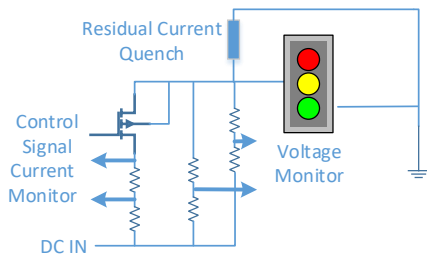 Residual Current
Quench
Control
Signal
Current
Monitor
Voltage
Monitor
DC IN